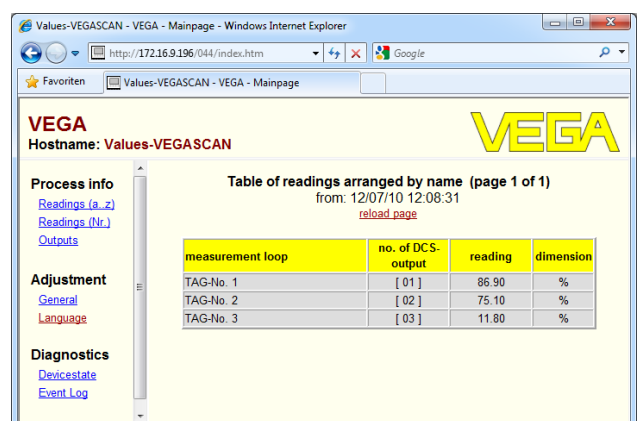 Values-VEGASCAN - VEGA - Mainpage - Windows Internet Explorer
http://172.16.9.196/044/index.htm
Google
Favoriten
Values-VEGASCAN - VEGA - Mainpage
VEGA
Hostname: Values-VEGASCAN
VEGA
Process info
Readings (a..z)
Readings (Nr.)
Outputs
Adjustment
General
Language
Diagnostics
Devicestate
Event Log
Table of readings arranged by name (page 1 of 1)
from: 12/07/10 12:08:31
reload page
measurement loop no. of DCS-output reading dimension
TAG-No. 1 [ 01 ] 86.90 %
TAG-No. 2 [ 02 ] 75.10 %
TAG-No. 3 [ 03 ] 11.80 %